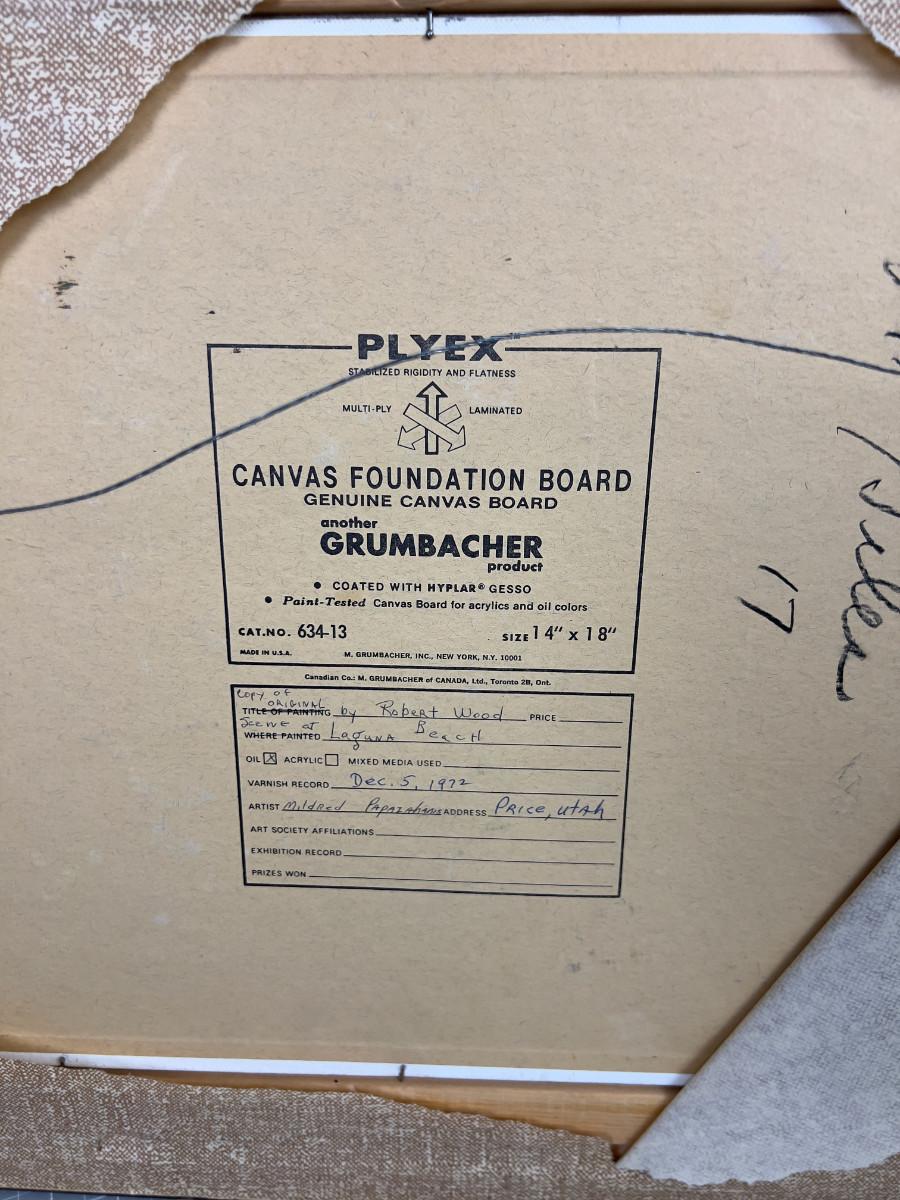 PLYEX
STABILIZED RIGIDITY AND FLATNESS
MULTI-PLY LAMINATED
CANVAS FOUNDATION BOARD
GENUINE CANVAS BOARD
another
GRUMBACHER
product
• COATED WITH HYPLAR® GESSO
• Paint-Tested Canvas Board for acrylics and oil colors
CAT.NO. 634-13 SIZE 14" x 18"
MADE IN U.S.A. M. GRUMBACHER, INC., NEW YORK, N.Y. 10001
Canadian Co.: M. GRUMBACHER of CANADA, Ltd., Toronto 2B, Ont.
Copy of
ORIGINAL
TITLE OF PAINTING by Robert Wood PRICE
Scene at
WHERE PAINTED Laguna Beach
OIL X ACRYLIC MIXED MEDIA USED
VARNISH RECORD Dec. 5, 1972
ARTIST Mildred ADDRESS PRICE, UTAH
ART SOCIETY AFFILIATIONS
EXHIBITION RECORD
PRIZES WON
17